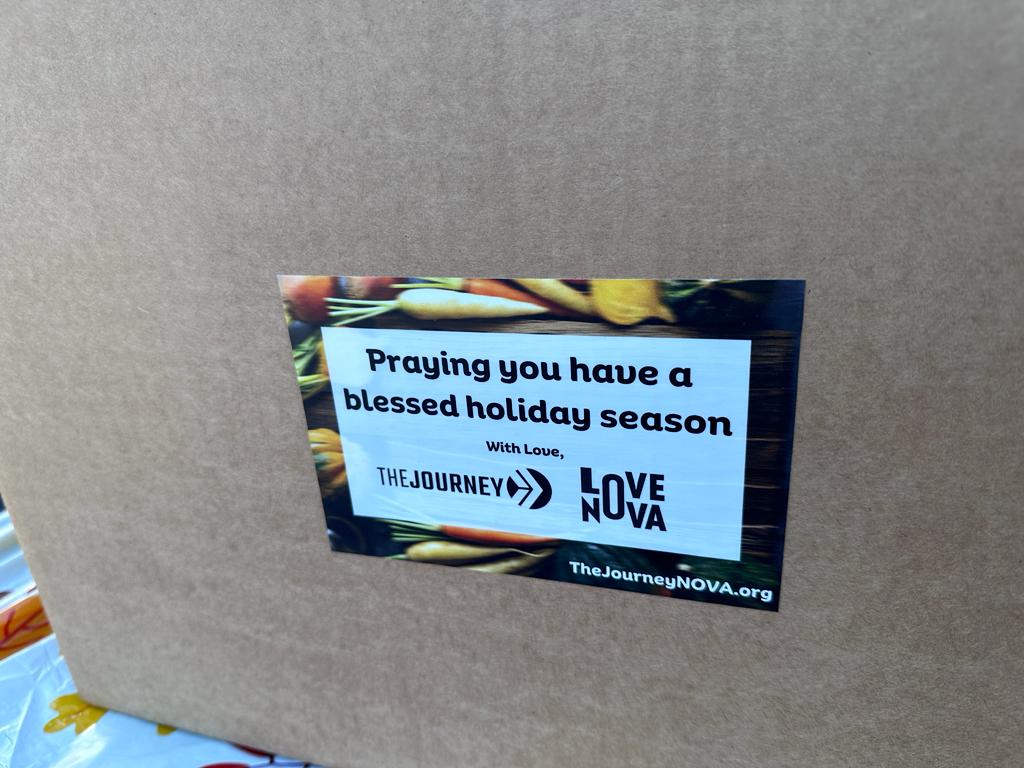 Praying you have a
blessed holiday season
With Love,
THEJOURNEY
LOVE
NOVA
TheJourneyNOVA.org